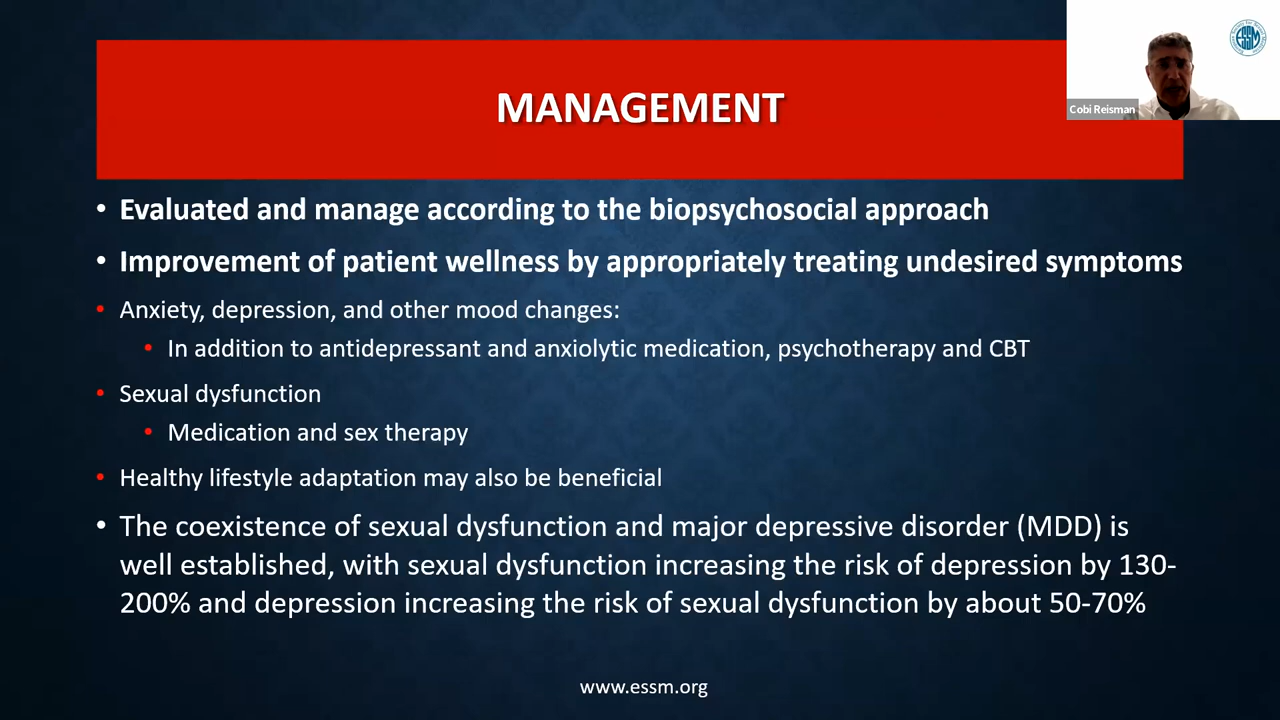 MANAGEMENT
ESSM
Cobi Reisman
• Evaluated and manage according to the biopsychosocial approach
• Improvement of patient wellness by appropriately treating undesired symptoms
• Anxiety, depression, and other mood changes:
• In addition to antidepressant and anxiolytic medication, psychotherapy and CBT
• Sexual dysfunction
• Medication and sex therapy
• Healthy lifestyle adaptation may also be beneficial
• The coexistence of sexual dysfunction and major depressive disorder (MDD) is
well established, with sexual dysfunction increasing the risk of depression by 130-
200% and depression increasing the risk of sexual dysfunction by about 50-70%
www.essm.org